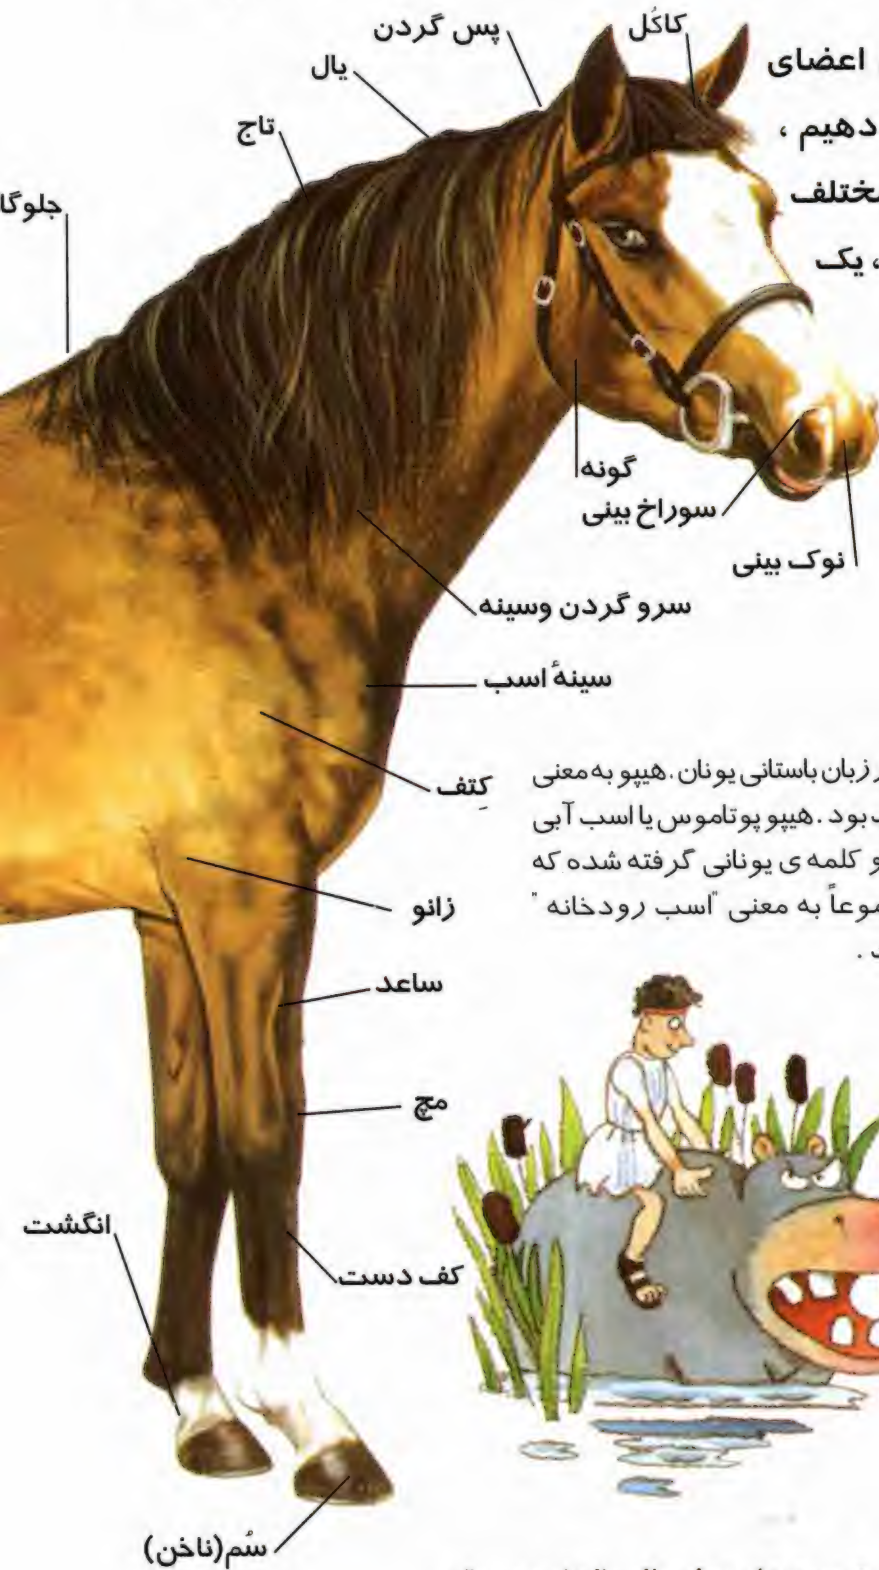 کاکُل
پس گردن
یال
تاج
جلوگا
اعضای
دهیم ،
مختلف
، یک
گونه
سوراخ بینی
نوک بینی
سرو گردن وسینه
سینهٔ اسب
کِتف
زانو
ساعد
مچ
انگشت
کف دست
سُم(ناخن)
ر زبان باستانی یونان. هیپو به معنی
بود . هیپو پوتاموس یا اسب آبی
و کلمه ی یونانی گرفته شده که
موعاً به معنی "اسب رودخانه "